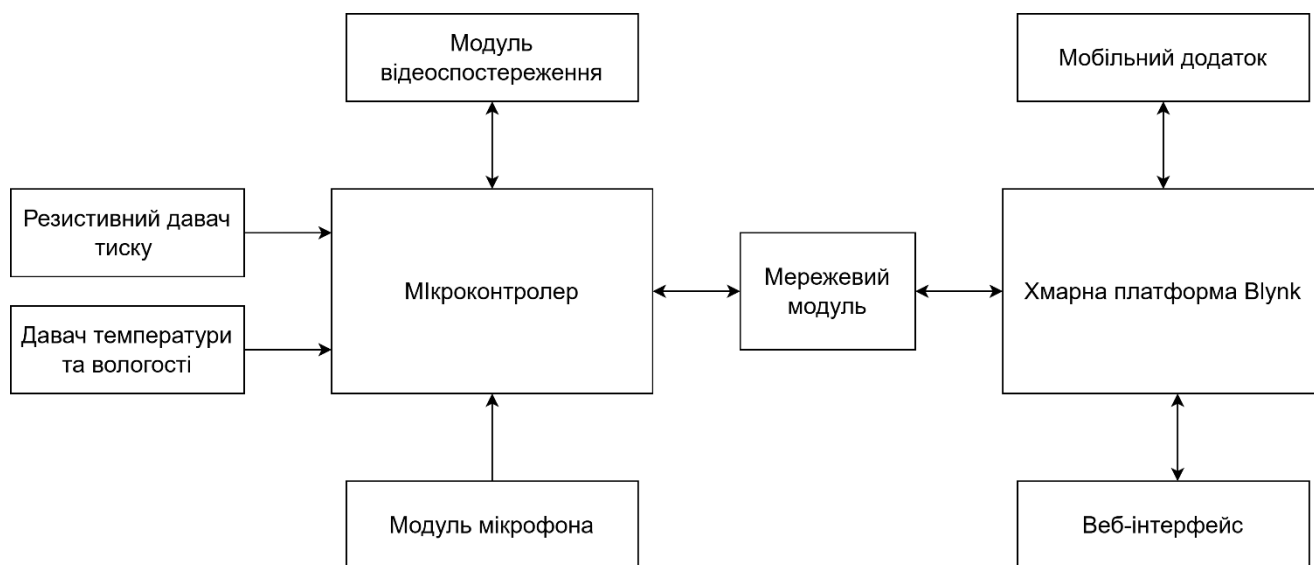 Модуль
відеоспостереження
Мобільний додаток
Резистивний давач
тиску
Давач температури
та вологості
МІкроконтролер
Мережевий
модуль
Хмарна платформа Blynk
Модуль мікрофона
Веб-інтерфейс